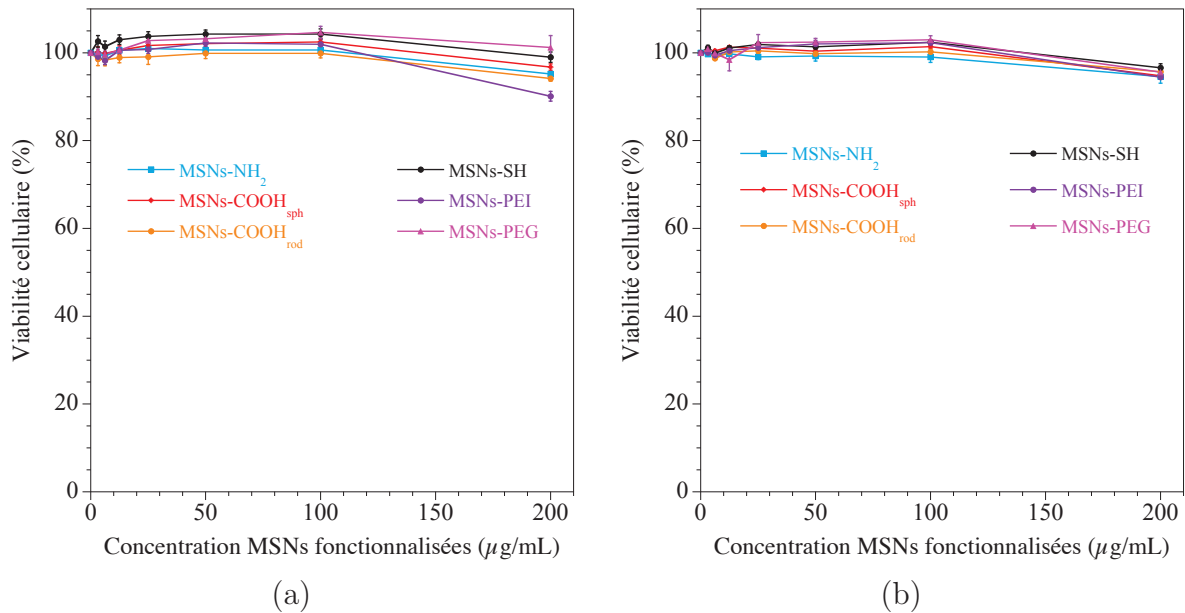 100
80
60
40
20
0
Viabilité cellulaire (%)
MSNs-NH2
MSNs-COOHsph
MSNs-COOHrod
MSNs-SH
MSNs-PEI
MSNs-PEG
0 50 100 150 200
Concentration MSNs fonctionnalisées (µg/mL)
(a)
100
80
60
40
20
0
Viabilité cellulaire (%)
MSNs-NH2
MSNs-COOHsph
MSNs-COOHrod
MSNs-SH
MSNs-PEI
MSNs-PEG
0 50 100 150 200
Concentration MSNs fonctionnalisées (µg/mL)
(b)